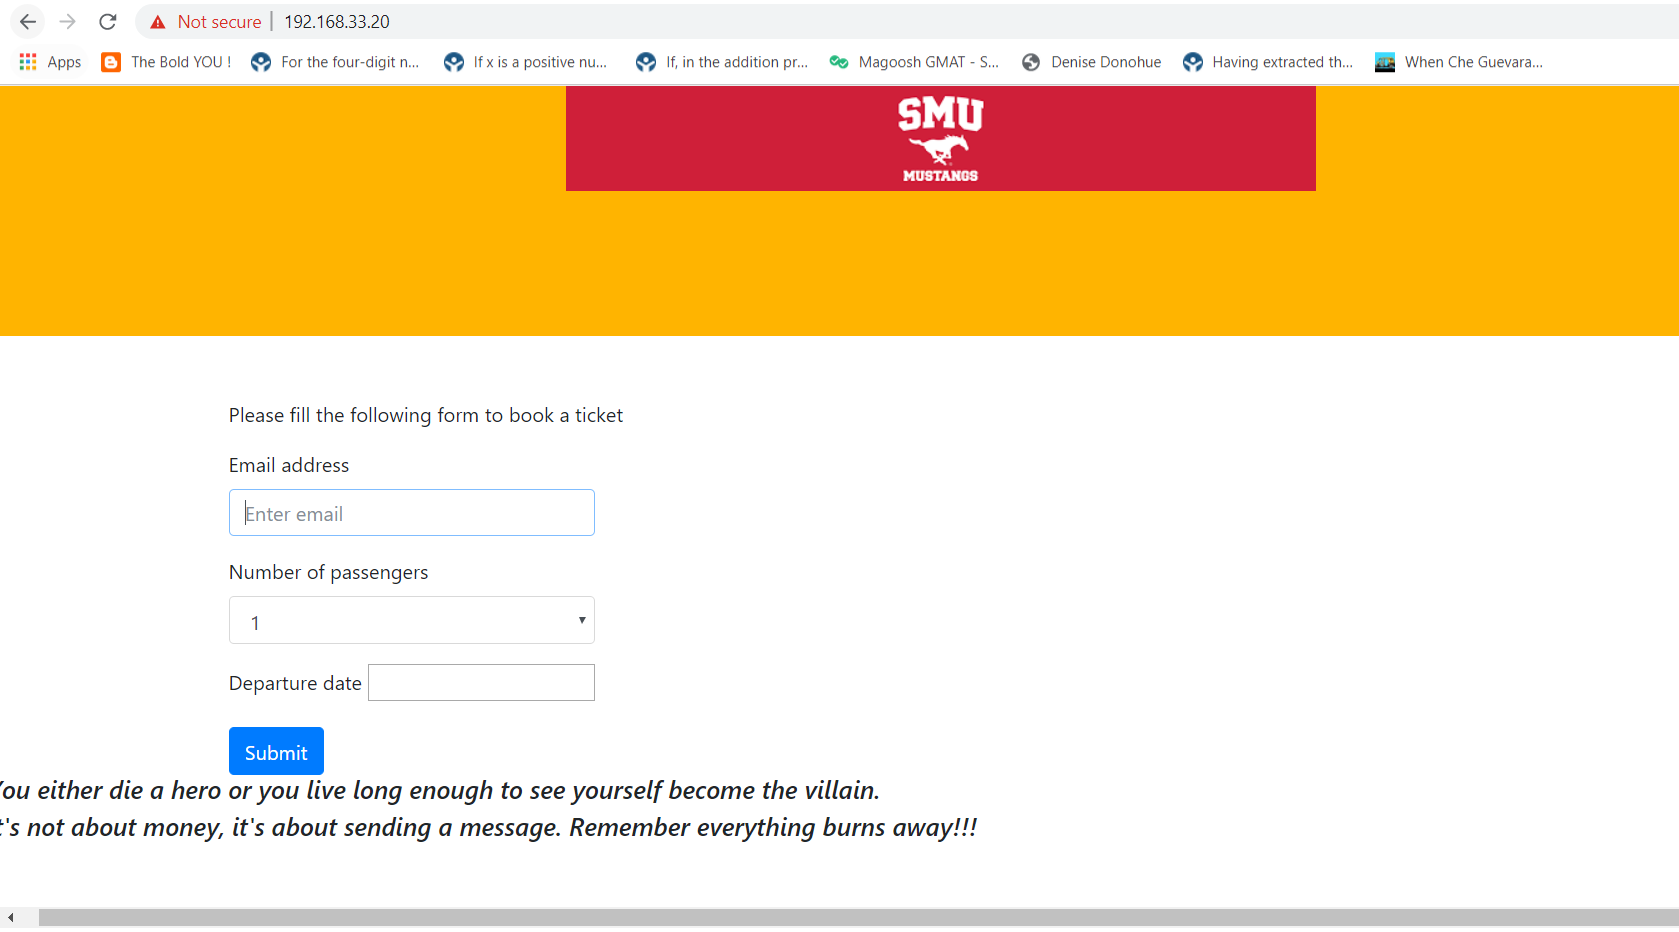 Not secure | 192.168.33.20
Apps The Bold YOU ! For the four-digit n... If x is a positive nu... If, in the addition pr... Magoosh GMAT - S... Denise Donohue Having extracted th... When Che Guevara...
SMU
MUSTANGS
Please fill the following form to book a ticket
Email address
Enter email
Number of passengers
1
Departure date
Submit
You either die a hero or you live long enough to see yourself become the villain.
t's not about money, it's about sending a message. Remember everything burns away!!!